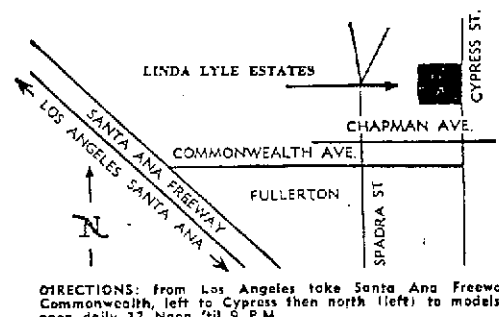 LINDA LYLE ESTATES
CYPRESS ST.
SANTA ANA FREEWAY
LOS ANGELES SANTA ANA
CHAPMAN AVE.
COMMONWEALTH AVE.
FULLERTON
SPADRA ST
N
DIRECTIONS: from Los Angeles take Santa Ana Freewa
Commonwealth, left to Cypress then north (left) to models
open daily 12 Noon 'til 9 P.M.